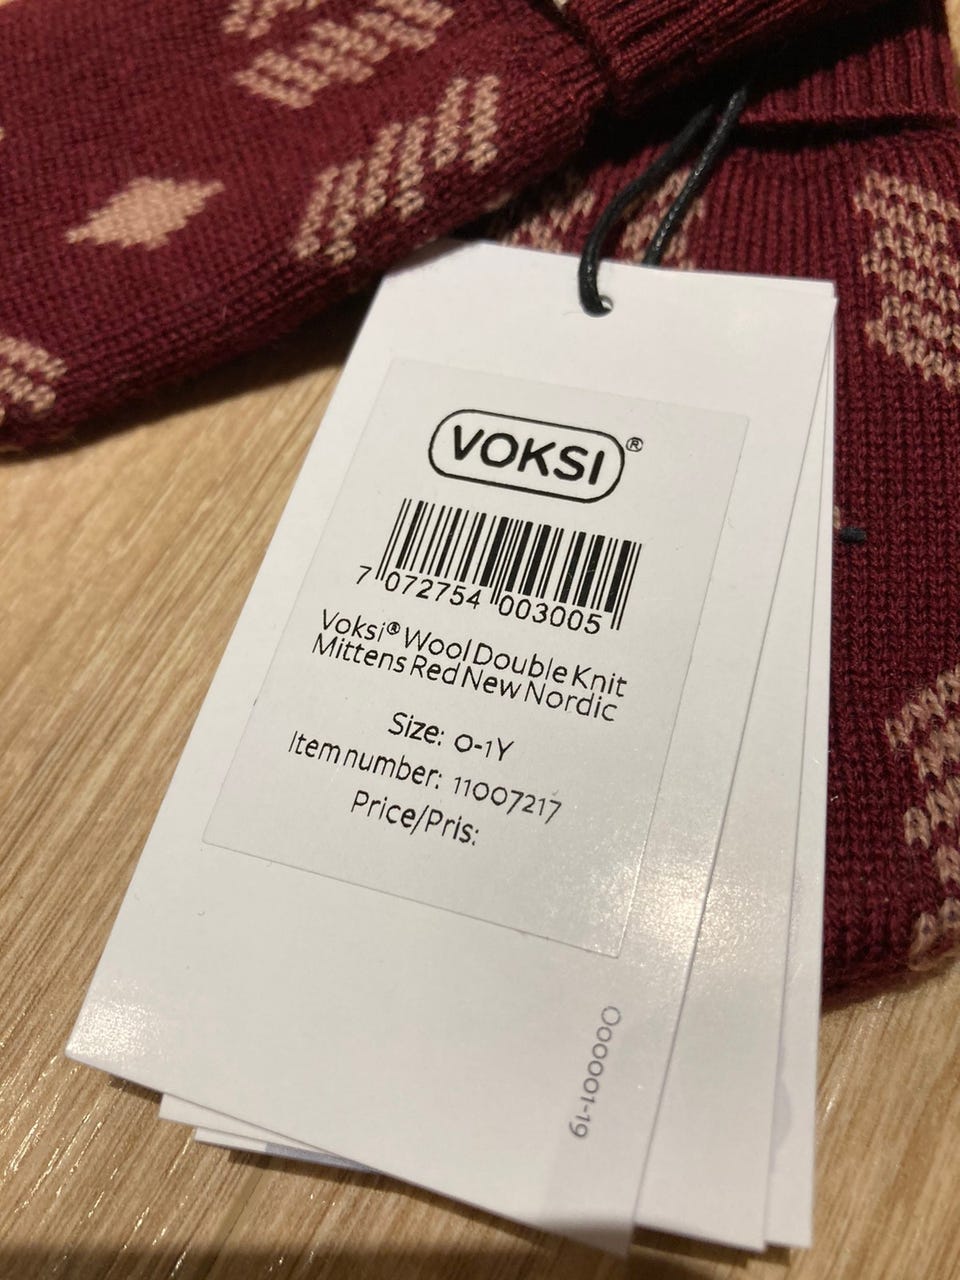 VOKSI®
7 072754 003005
Voksi® Wool Double Knit
Mittens Red New Nordic
Size: 0-1Y
Item number: 11007217
Price/Pris:
O00001-19